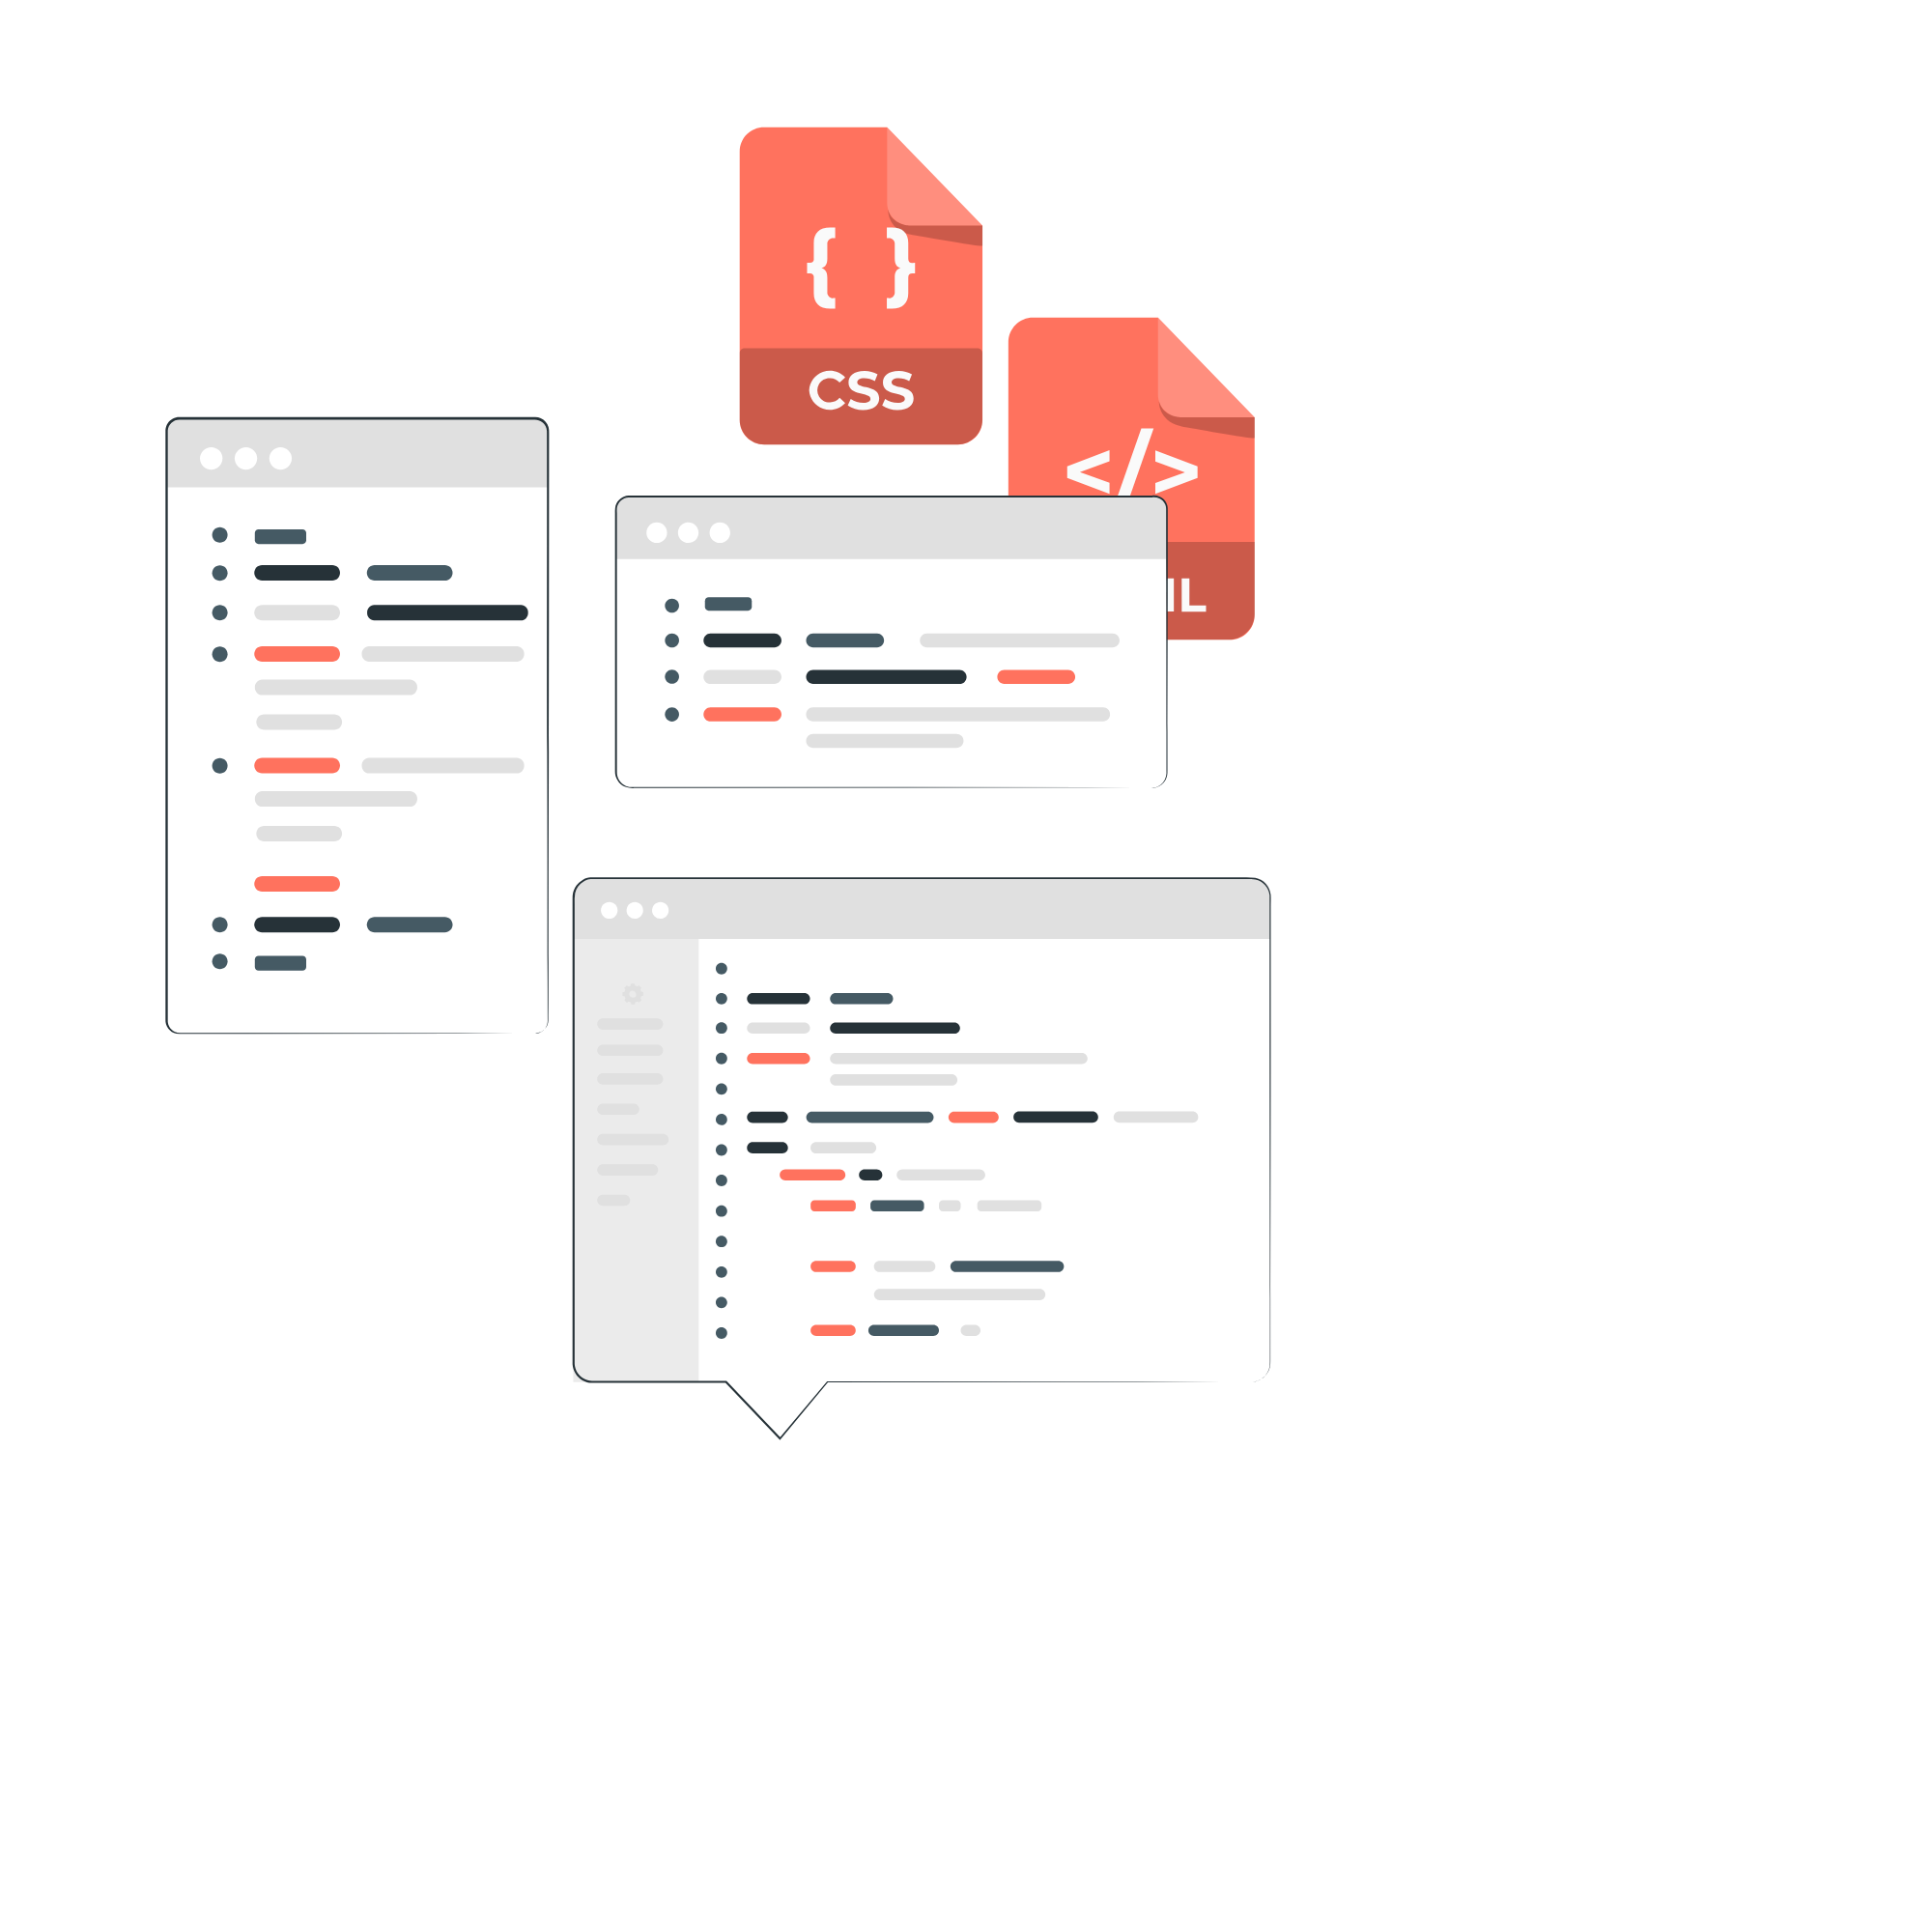 { }
CSS
</>